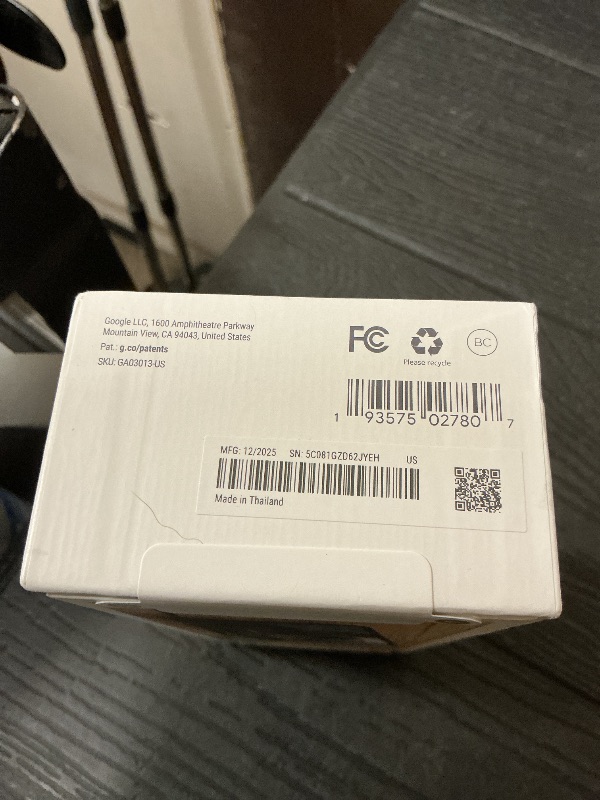 Google LLC, 1600 Amphitheatre Parkway
Mountain View, CA 94043, United States
Pat.: g.co/patents
SKU: GA03013-US
FC
BC
Please recycle
1 93575 02780 7
MFG: 12/2025 SN: 5C081GZD62JYEH US
Made in Thailand